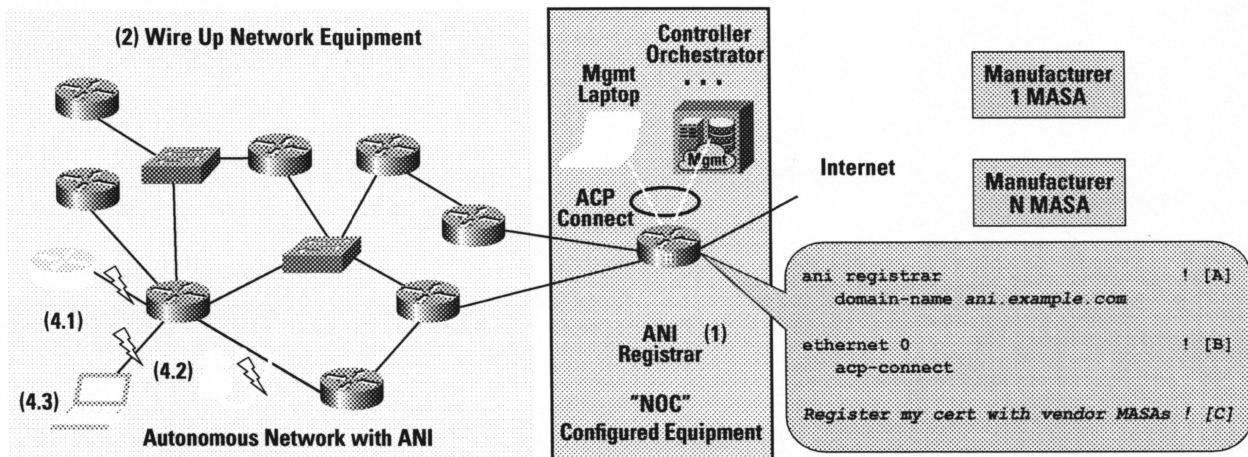 (2) Wire Up Network Equipment
(4.1)
(4.2)
(4.3)
Autonomous Network with ANI
Controller
Orchestrator
...
Mgmt
Laptop
Mgmt
ACP
Connect
ANI (1)
Registrar
"NOC"
Configured Equipment
Internet
Manufacturer
1 MASA
Manufacturer
N MASA
ani registrar ! [A]
domain-name ani.example.com
ethernet 0 ! [B]
acp-connect
Register my cert with vendor MASAs ! [C]